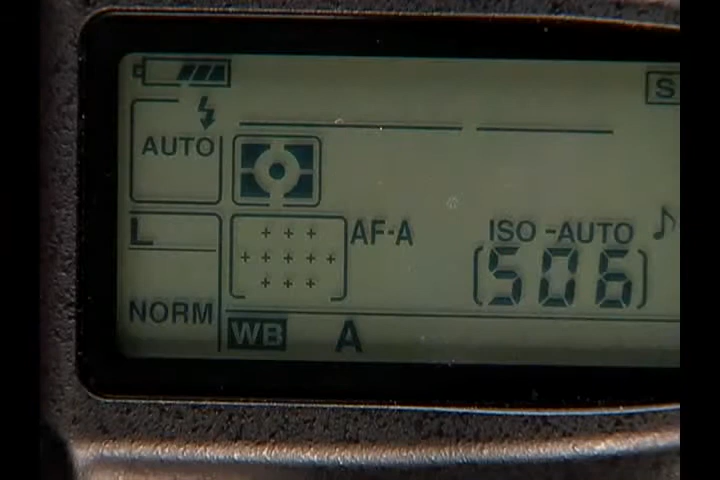 S
AUTO
L
AF-A
ISO-AUTO
[506]
NORM
WB
A